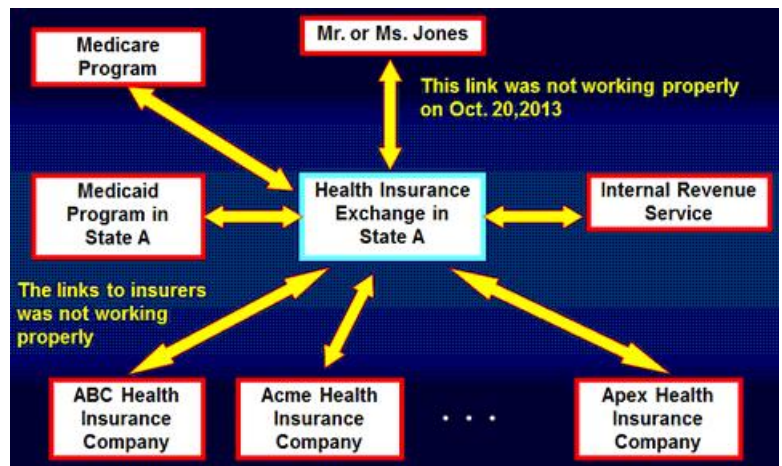 Medicare
Program
Mr. or Ms. Jones
This link was not working properly
on Oct. 20,2013
Medicaid
Program in
State A
Health Insurance
Exchange in
State A
Internal Revenue
Service
The links to insurers
was not working
properly
ABC Health
Insurance
Company
Acme Health
Insurance
Company
. . .
Apex Health
Insurance
Company